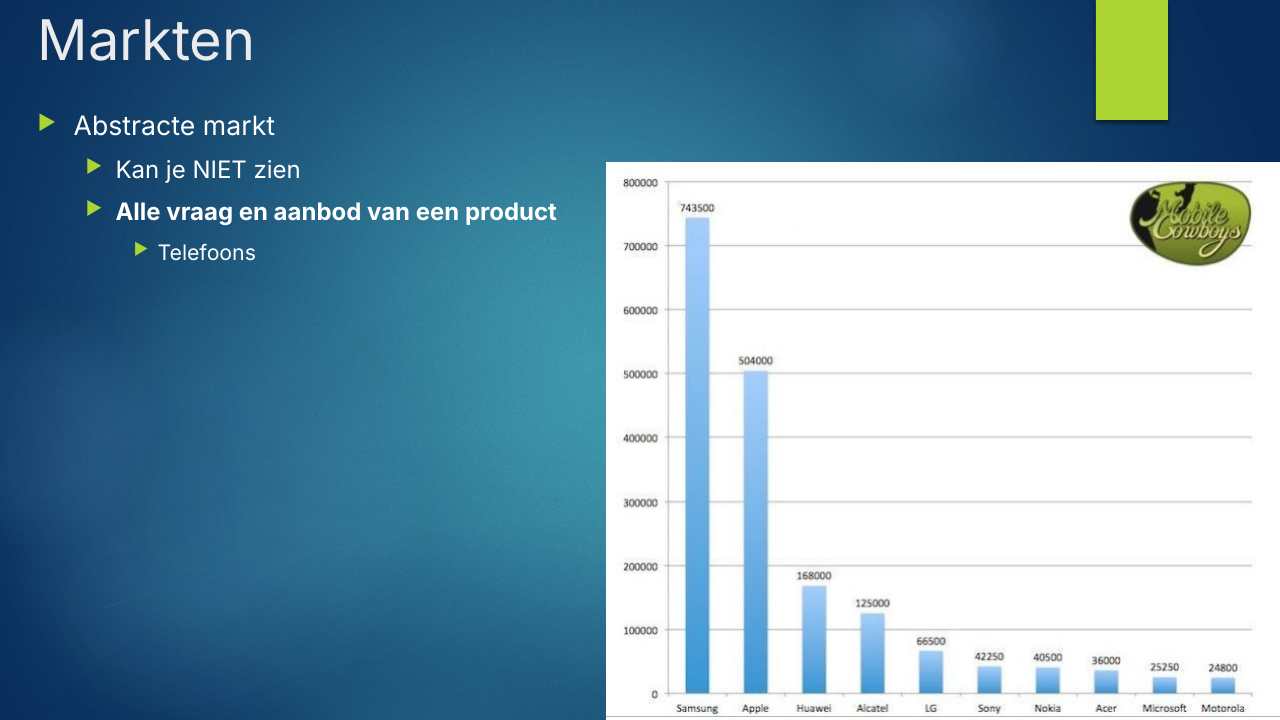 Markten
Abstracte markt
Kan je NIET zien
Alle vraag en aanbod van een product
Telefoons
Mobile
Cowboys
800000
700000
600000
500000
400000
300000
200000
100000
0
743500
504000
168000
125000
66500
42250
40500
36000
25250
24800
Samsung Apple Huawei Alcatel LG Sony Nokia Acer Microsoft Motorola